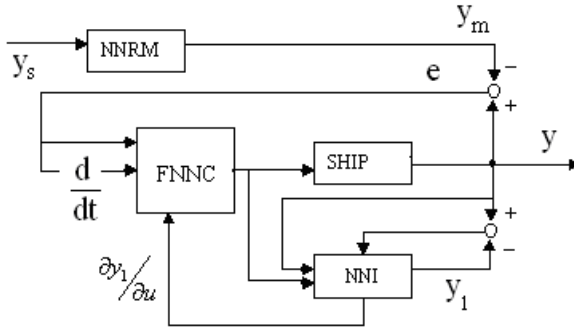 y_m
NNRM
−
y_s
e
+
y
d/dt
FNNC
SHIP
+
−
∂y_1/∂u
NNI
y_1